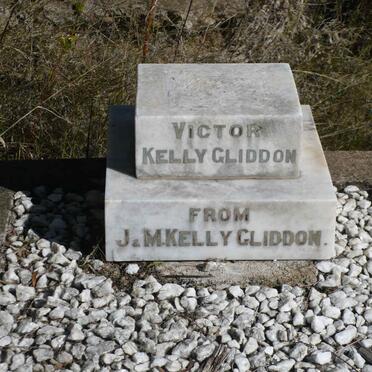 VICTOR
KELLY GLIDDON
FROM
J & M. KELLY GLIDDON.